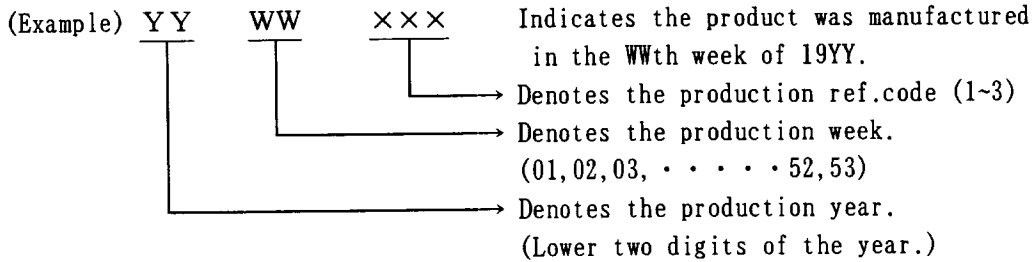 (Example) YY WW ××× Indicates the product was manufactured
in the WWth week of 19YY.
Denotes the production ref.code (1~3)
Denotes the production week.
(01,02,03, · · · · · 52,53)
Denotes the production year.
(Lower two digits of the year.)